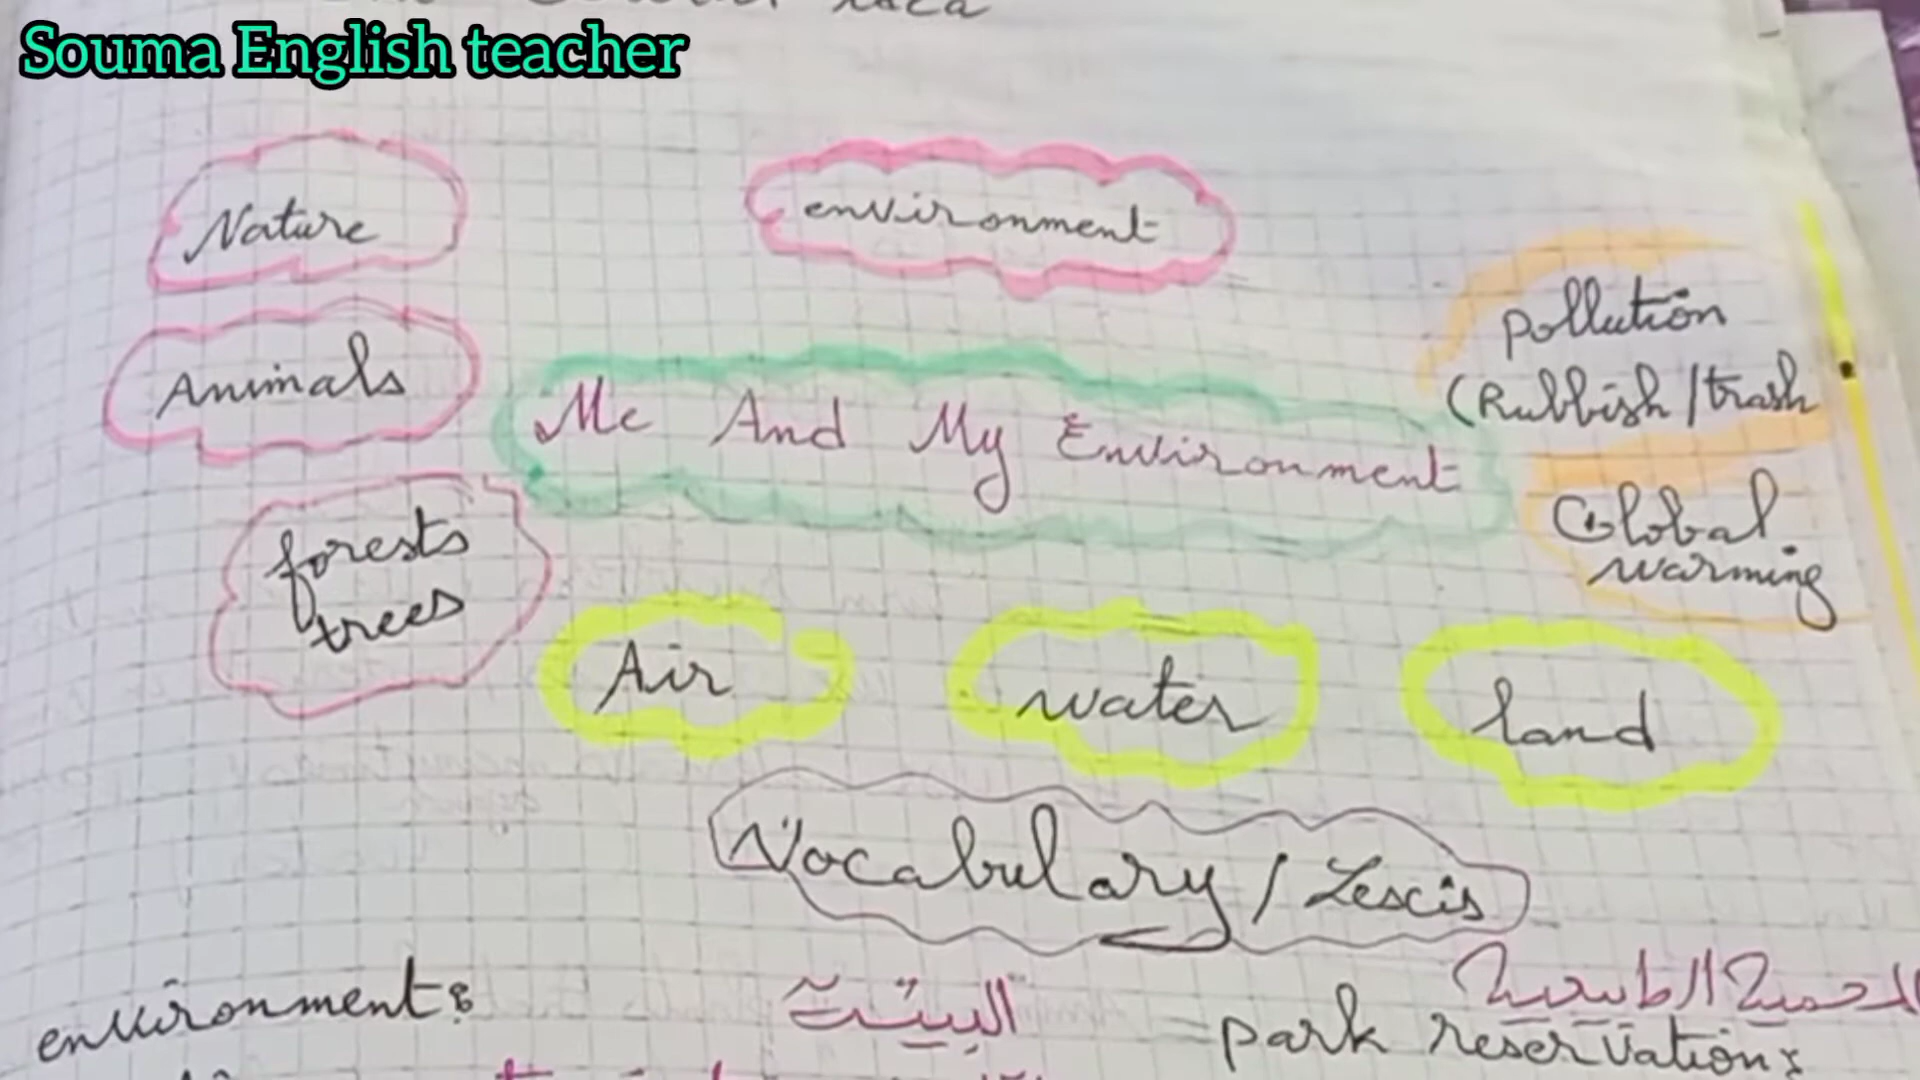 Souma English teacher
Nature
environment
Animals
pollution
(Rubbish / trash
Me And My Environment
Global
warming
forests
trees
Air
water
land
Vocabulary / Lescis
environment:
البيئة
park reservation: